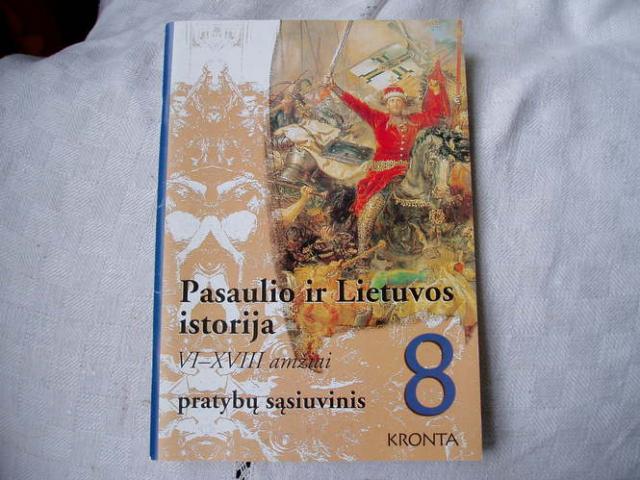 Pasaulio ir Lietuvos
istorija
VI–XVIII amžiai
pratybų sąsiuvinis
8
KRONTA